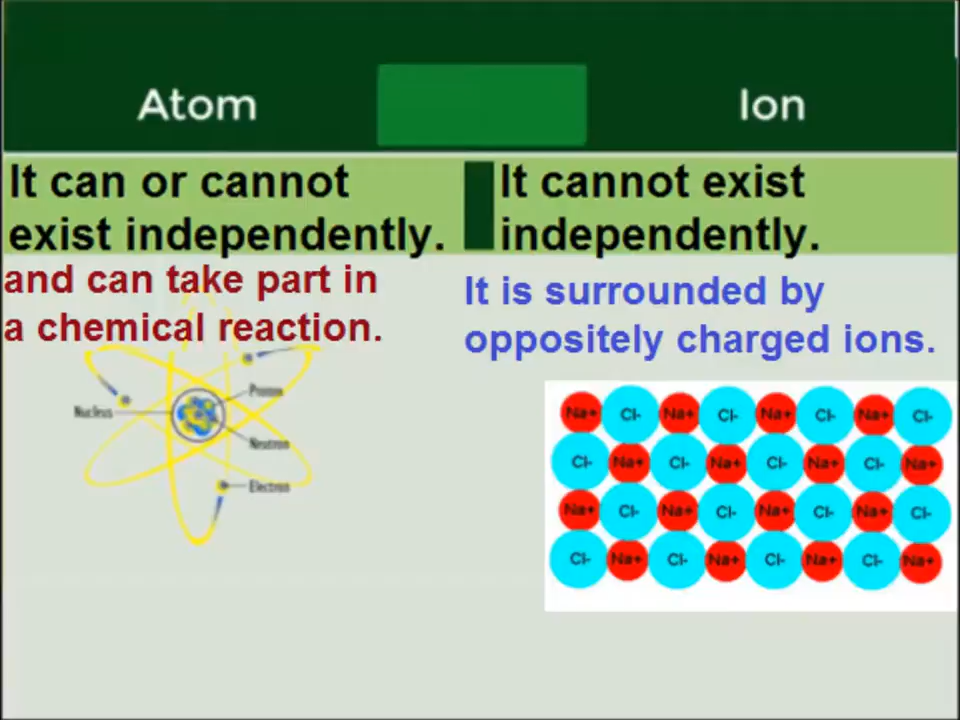 Atom
Ion
It can or cannot
exist independently.
and can take part in
a chemical reaction.
It cannot exist
independently.
It is surrounded by
oppositely charged ions.
Proton
Nucleus
Neutron
Electron
Na+ Cl- Na+ Cl- Na+ Cl- Na+ Cl-
Cl- Na+ Cl- Na+ Cl- Na+ Cl- Na+
Na+ Cl- Na+ Cl- Na+ Cl- Na+ Cl-
Cl- Na+ Cl- Na+ Cl- Na+ Cl- Na+